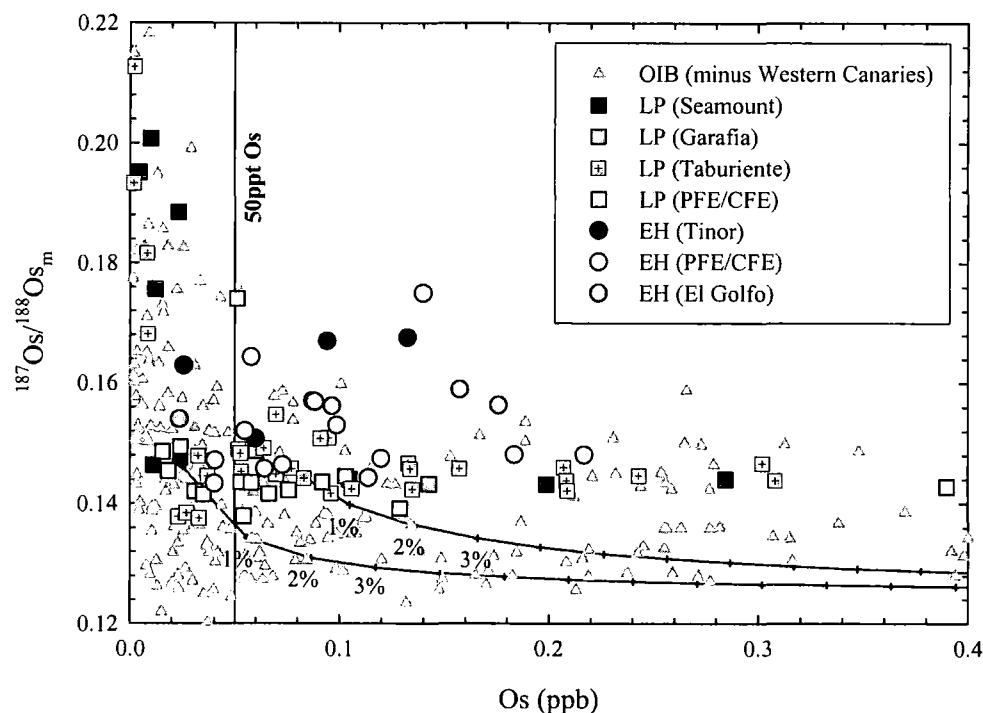 0.22
0.20
0.18
0.16
0.14
0.12
187Os/188Osm
0.0
0.1
0.2
0.3
0.4
Os (ppb)
50ppt Os
OIB (minus Western Canaries)
LP (Seamount)
LP (Garafia)
LP (Taburiente)
LP (PFE/CFE)
EH (Tinor)
EH (PFE/CFE)
EH (El Golfo)
1%
2%
3%
1%
2%
3%